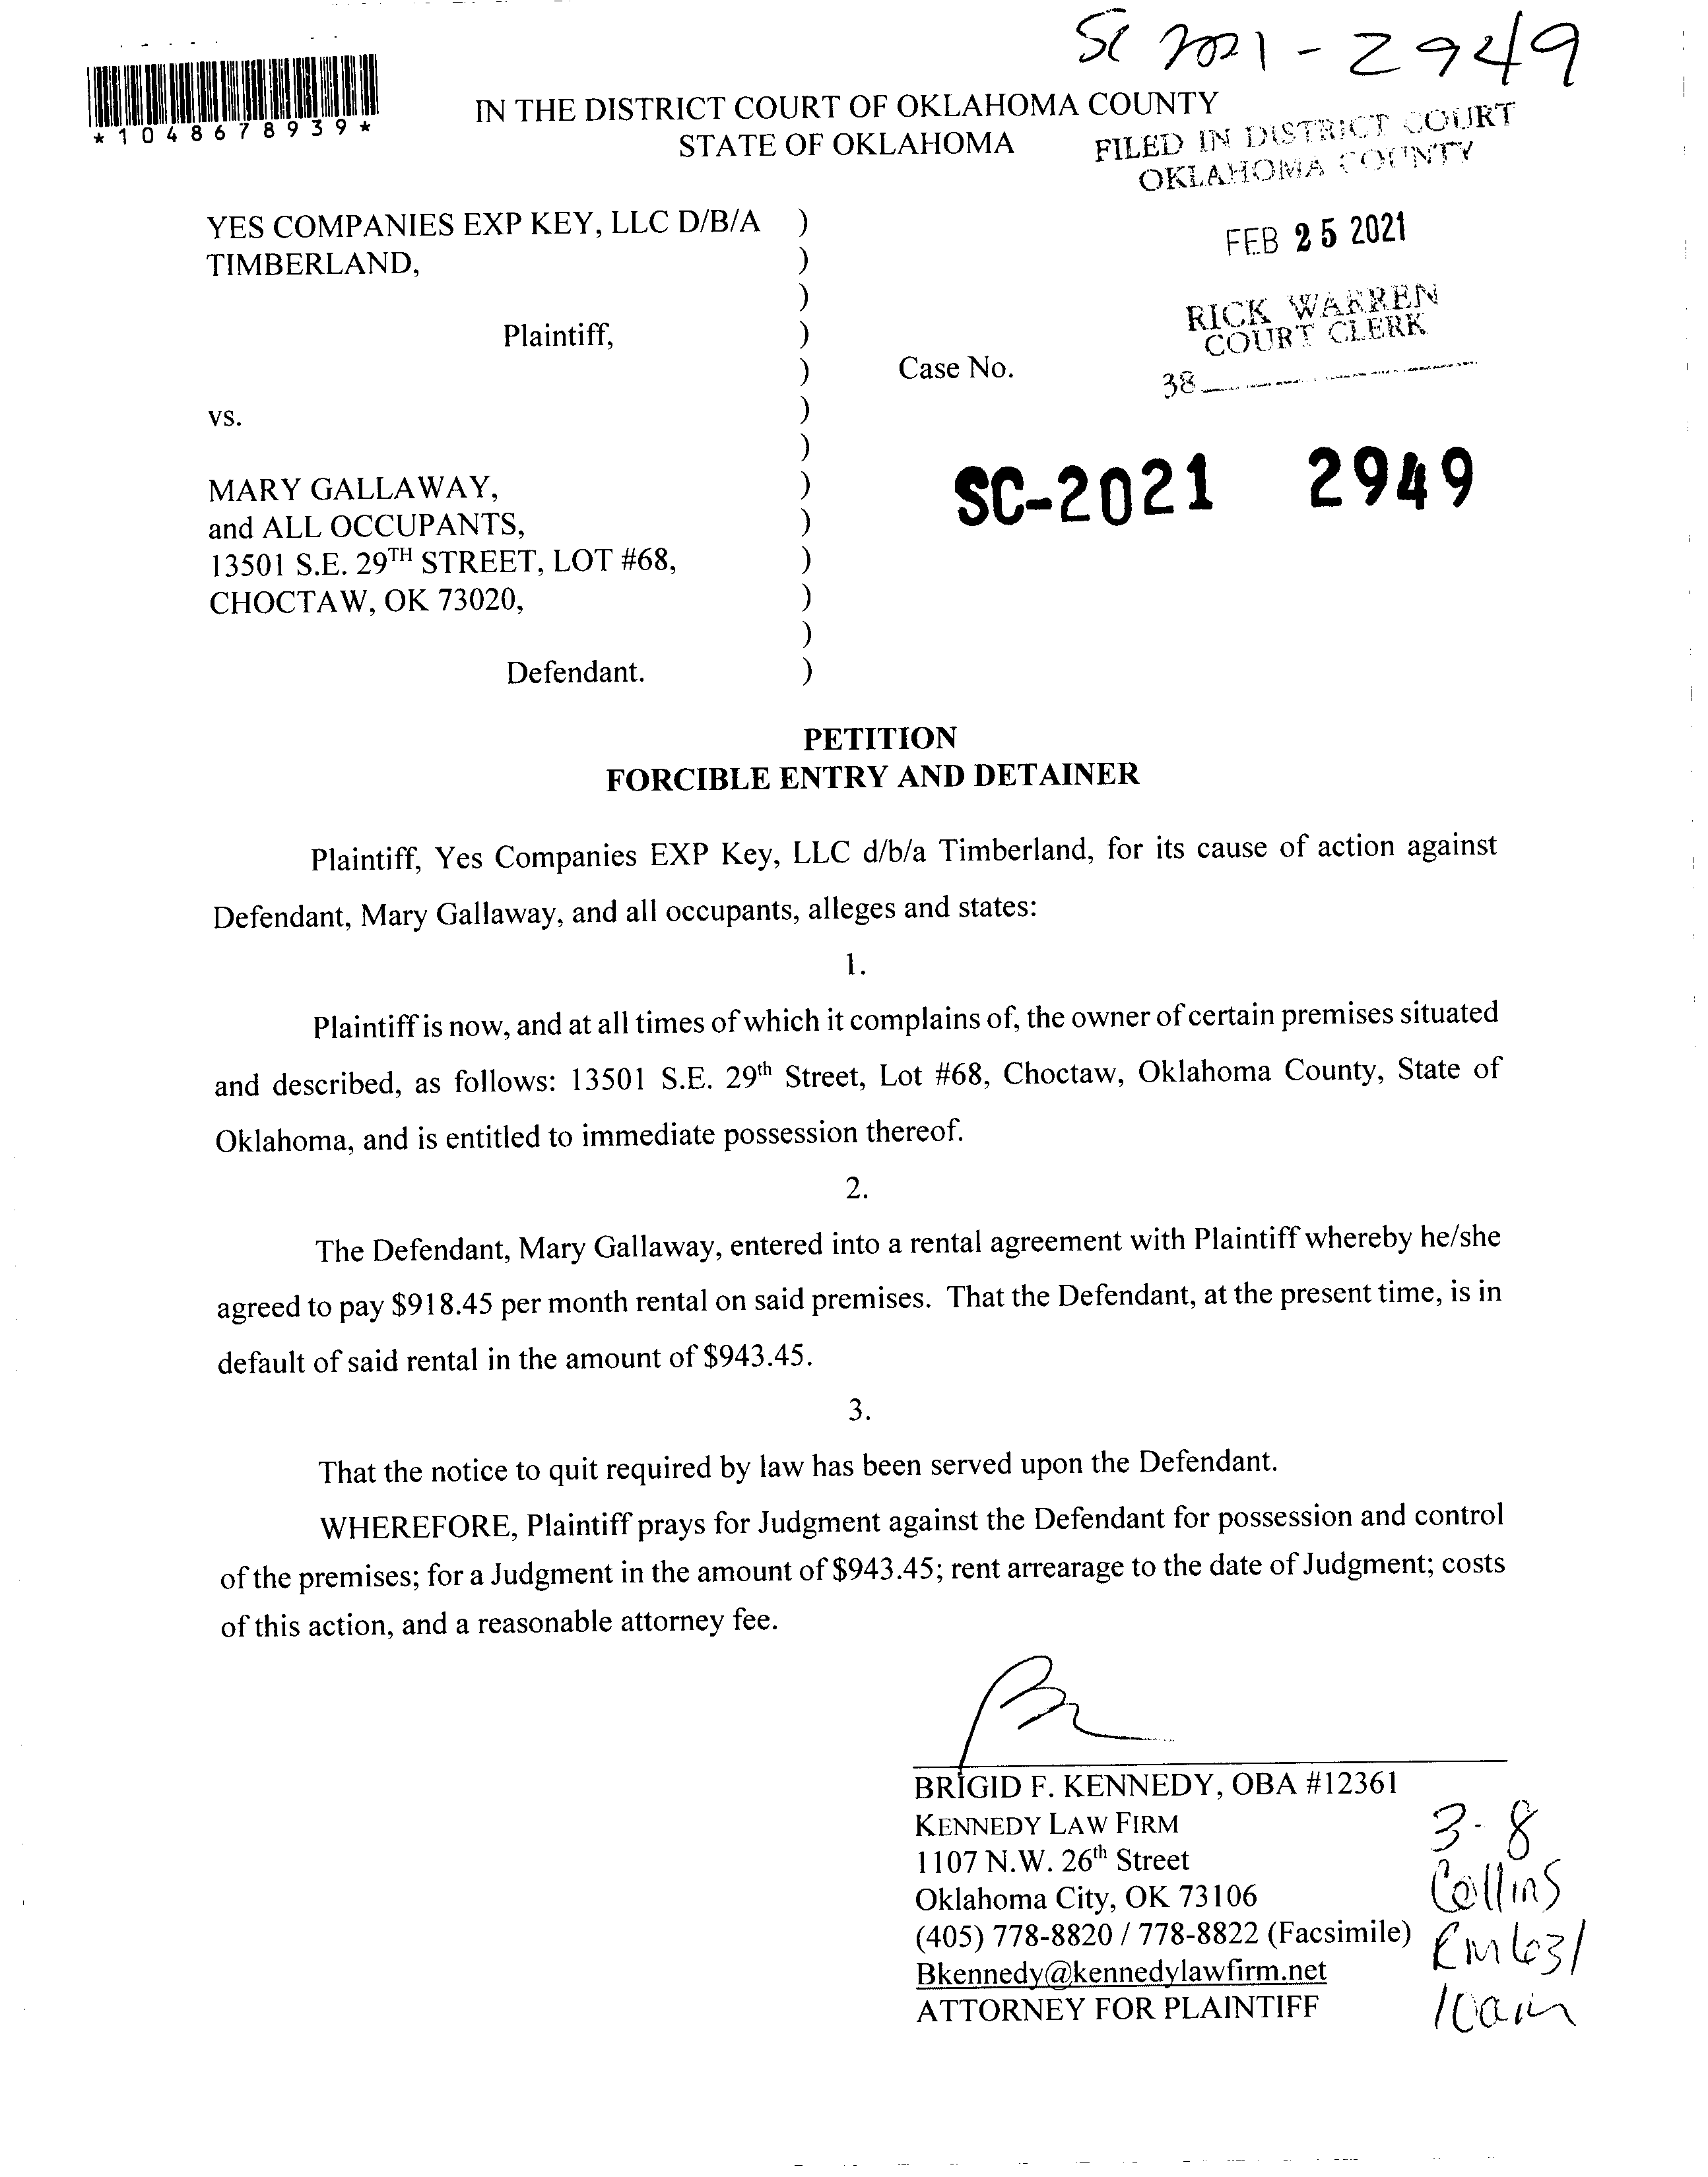 SC 2021-2949
*1048678939*
IN THE DISTRICT COURT OF OKLAHOMA COUNTY
STATE OF OKLAHOMA
FILED IN DISTRICT COURT
OKLAHOMA COUNTY
FEB 25 2021
RICK WARREN
COURT CLERK
38
YES COMPANIES EXP KEY, LLC D/B/A )
TIMBERLAND, )
)
Plaintiff, )
) Case No.
vs. )
)
MARY GALLAWAY, ) SC-2021 2949
and ALL OCCUPANTS, )
13501 S.E. 29TH STREET, LOT #68, )
CHOCTAW, OK 73020, )
)
Defendant. )
PETITION
FORCIBLE ENTRY AND DETAINER
Plaintiff, Yes Companies EXP Key, LLC d/b/a Timberland, for its cause of action against
Defendant, Mary Gallaway, and all occupants, alleges and states:
1.
Plaintiff is now, and at all times of which it complains of, the owner of certain premises situated
and described, as follows: 13501 S.E. 29th Street, Lot #68, Choctaw, Oklahoma County, State of
Oklahoma, and is entitled to immediate possession thereof.
2.
The Defendant, Mary Gallaway, entered into a rental agreement with Plaintiff whereby he/she
agreed to pay $918.45 per month rental on said premises. That the Defendant, at the present time, is in
default of said rental in the amount of $943.45.
3.
That the notice to quit required by law has been served upon the Defendant.
WHEREFORE, Plaintiff prays for Judgment against the Defendant for possession and control
of the premises; for a Judgment in the amount of $943.45; rent arrearage to the date of Judgment; costs
of this action, and a reasonable attorney fee.
BRIGID F. KENNEDY, OBA #12361
KENNEDY LAW FIRM
1107 N.W. 26th Street
Oklahoma City, OK 73106
(405) 778-8820 / 778-8822 (Facsimile)
Bkennedy@kennedylawfirm.net
ATTORNEY FOR PLAINTIFF
3-8
Collins
Rm 631
10am